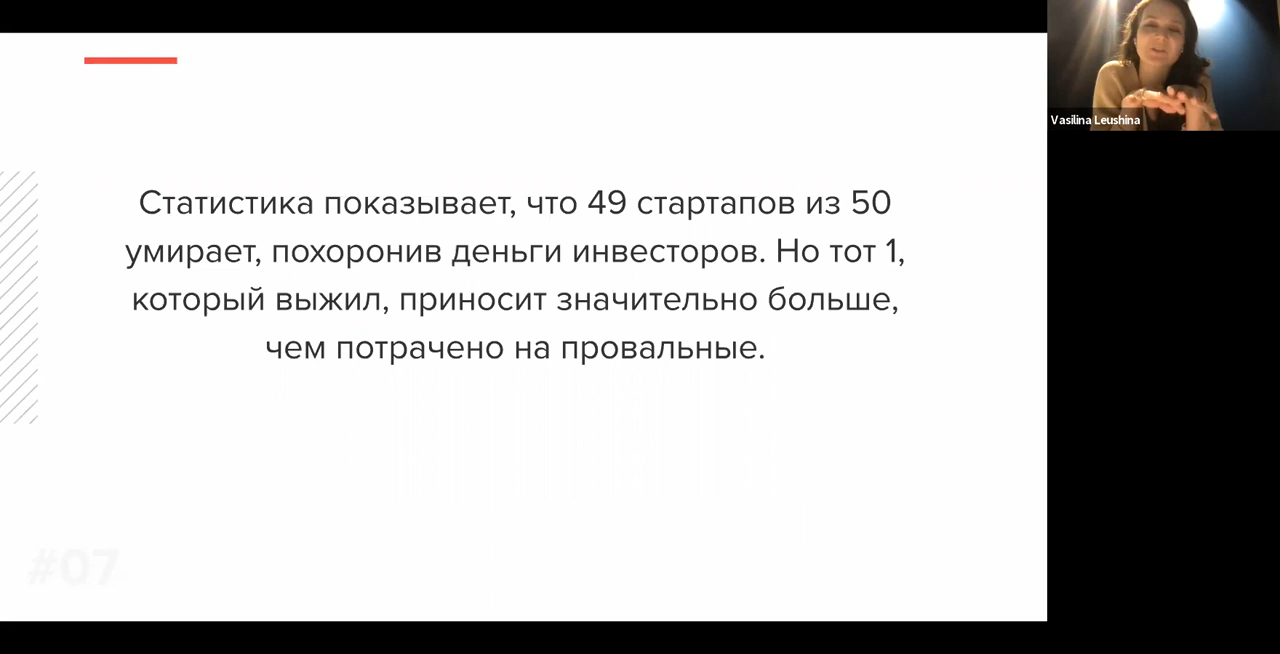 Статистика показывает, что 49 стартапов из 50
умирает, похоронив деньги инвесторов. Но тот 1,
который выжил, приносит значительно больше,
чем потрачено на провальные.
#07
Vasilina Leushina